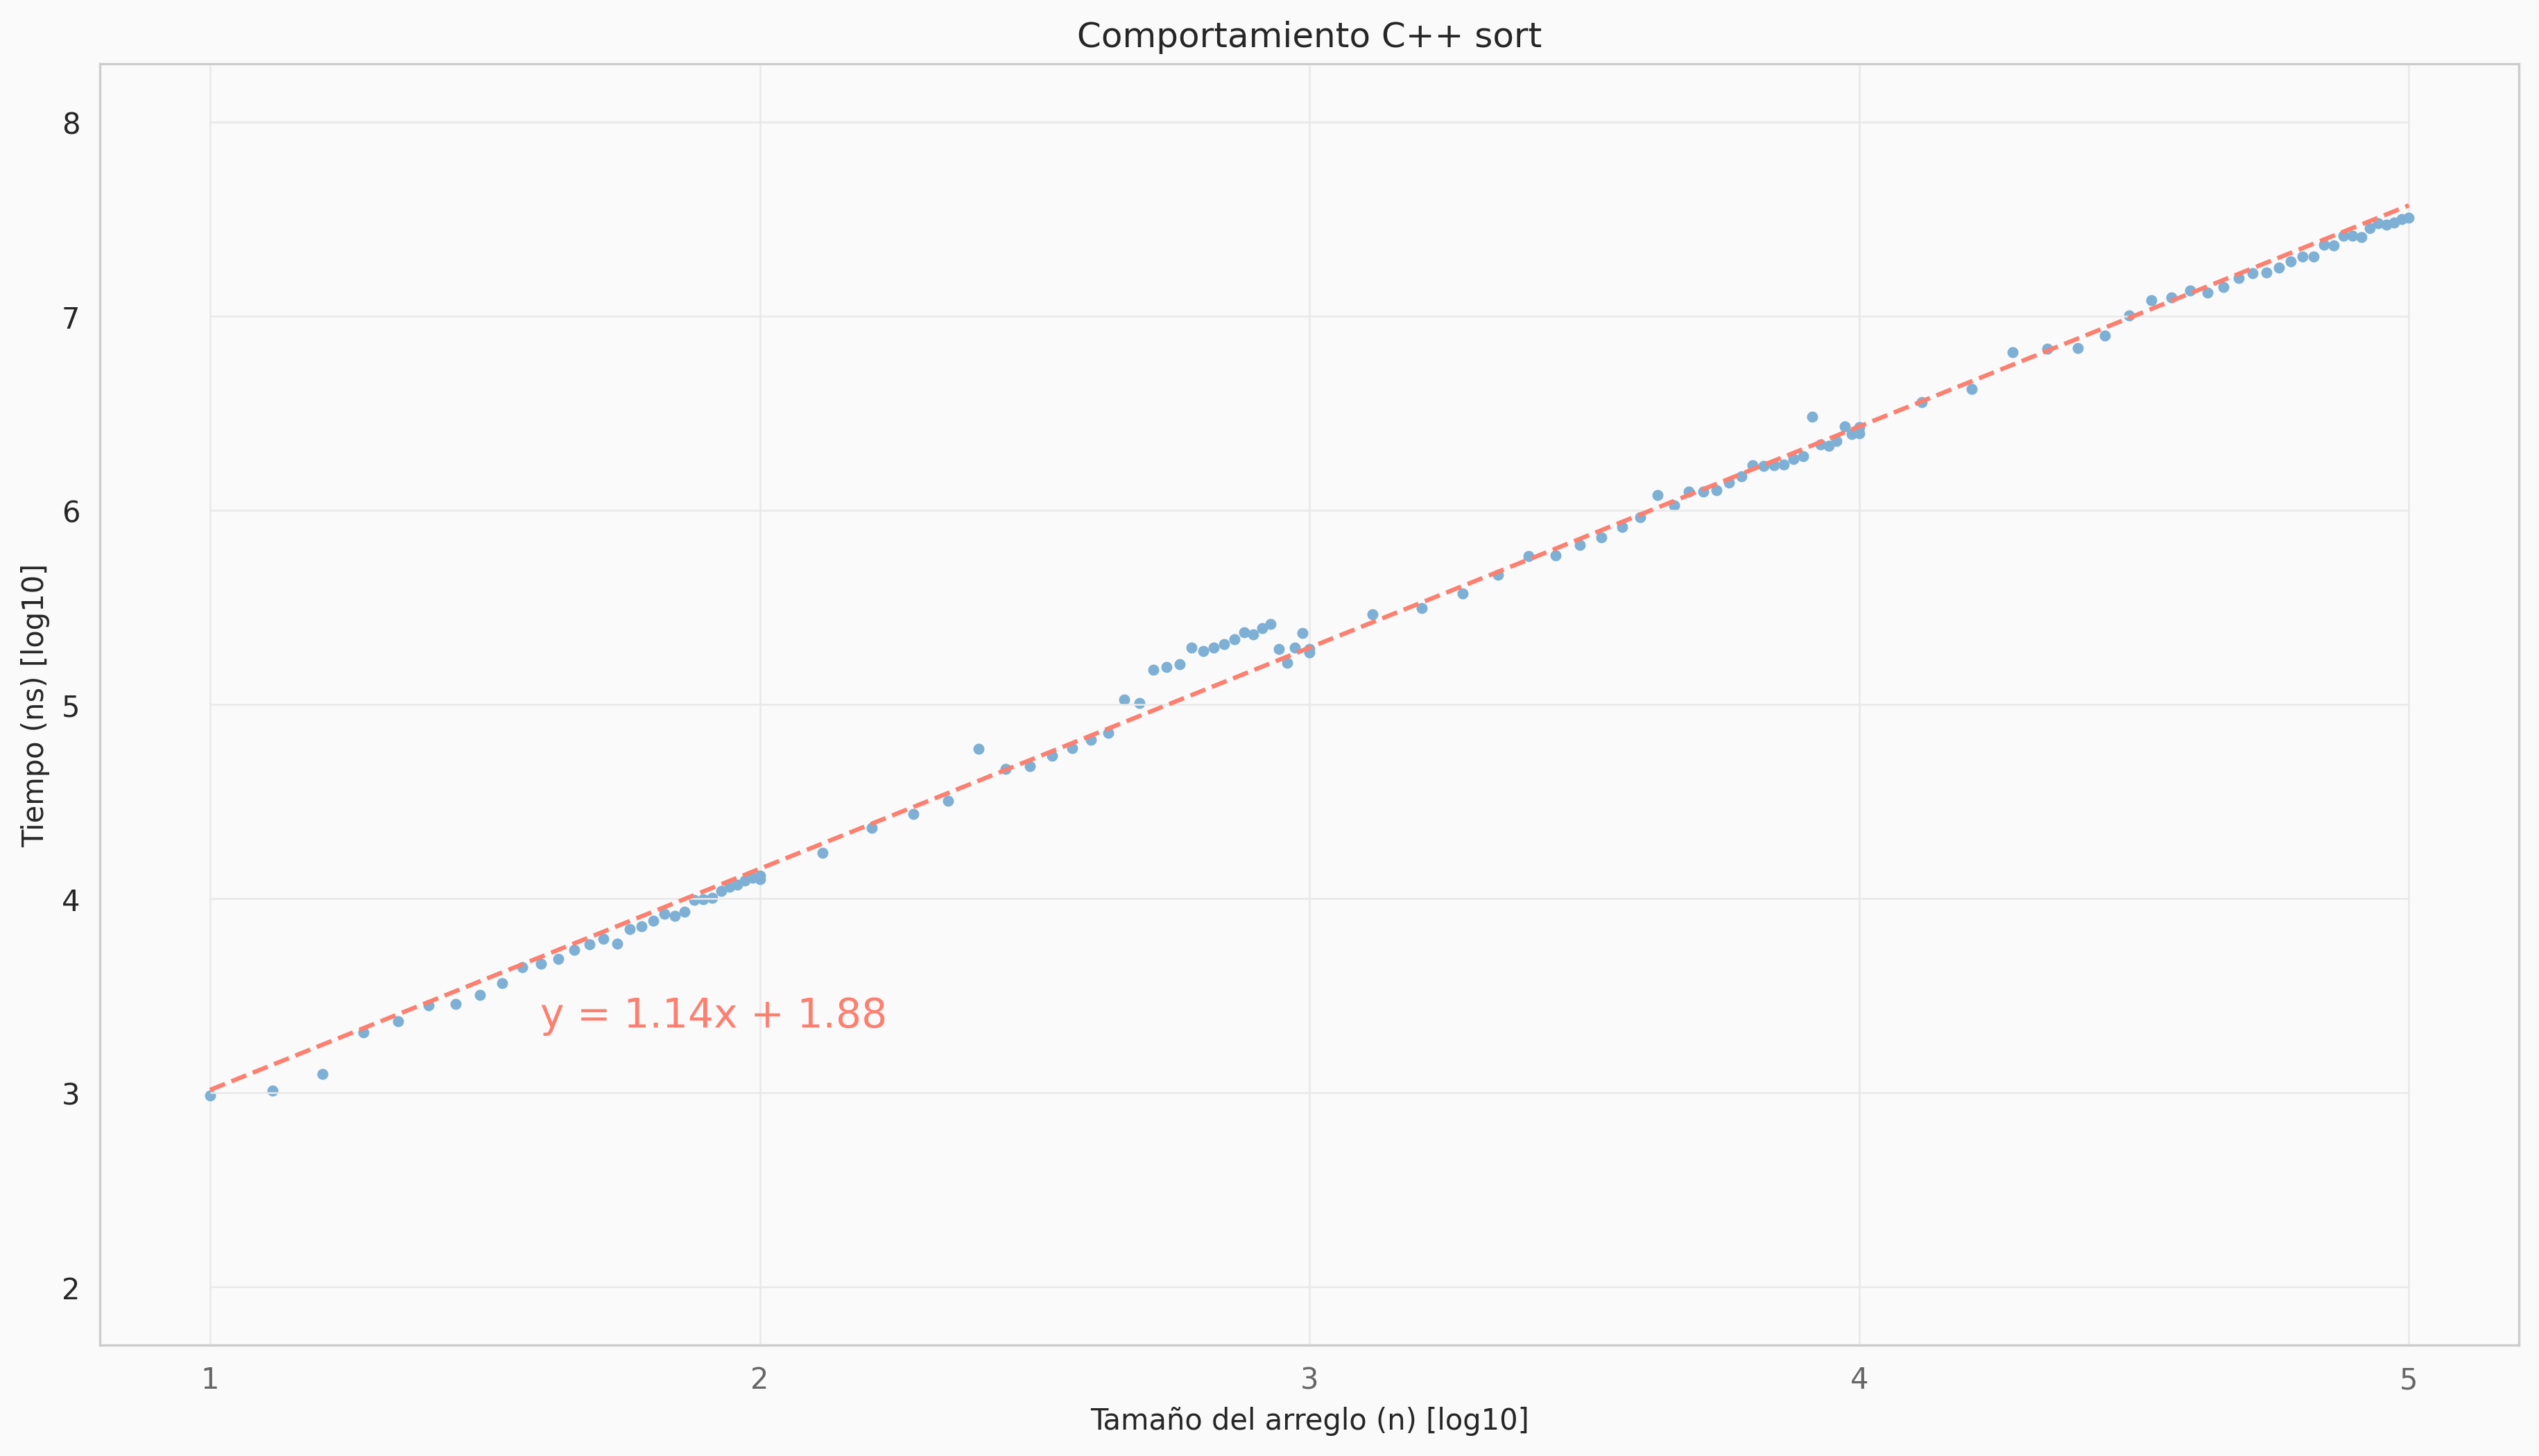 Comportamiento C++ sort
8
7
6
5
4
3
2
Tiempo (ns) [log10]
y = 1.14x + 1.88
1 2 3 4 5
Tamaño del arreglo (n) [log10]